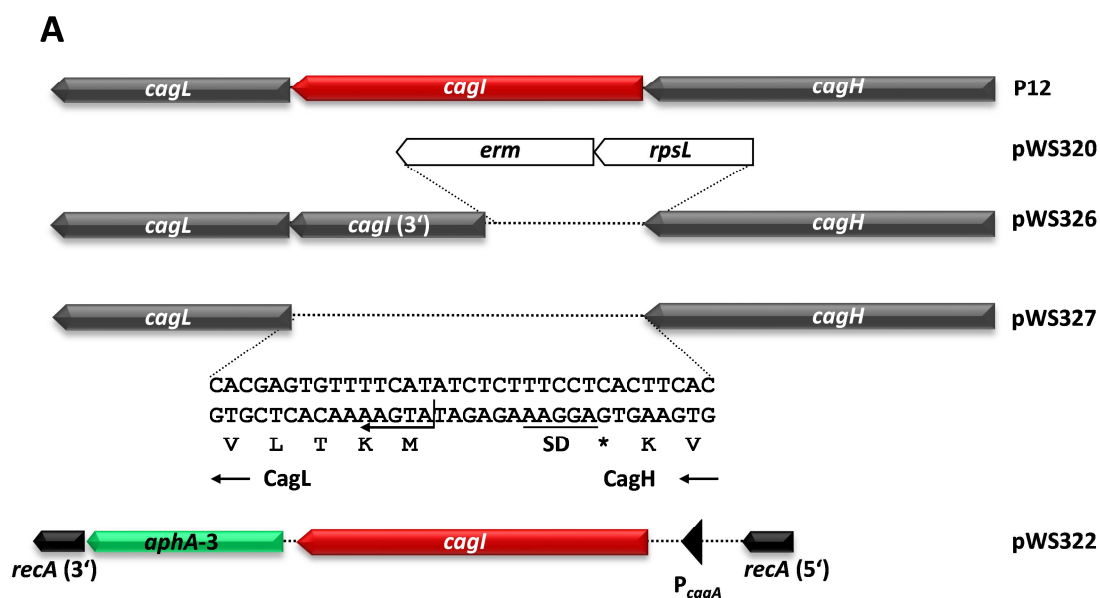 A
cagL cagI cagH P12
erm rpsL pWS320
cagL cagI (3‘) cagH pWS326
cagL cagH pWS327
CACGAGTGTTTTCATATCTCTTTCCTCACTTCAC
GTGCTCACAAAAGTATAGAGAAAGGAGTGAAGTG
V L T K M SD * K V
CagL CagH
aphA-3 cagI pWS322
recA (3‘) PcagA recA (5‘)